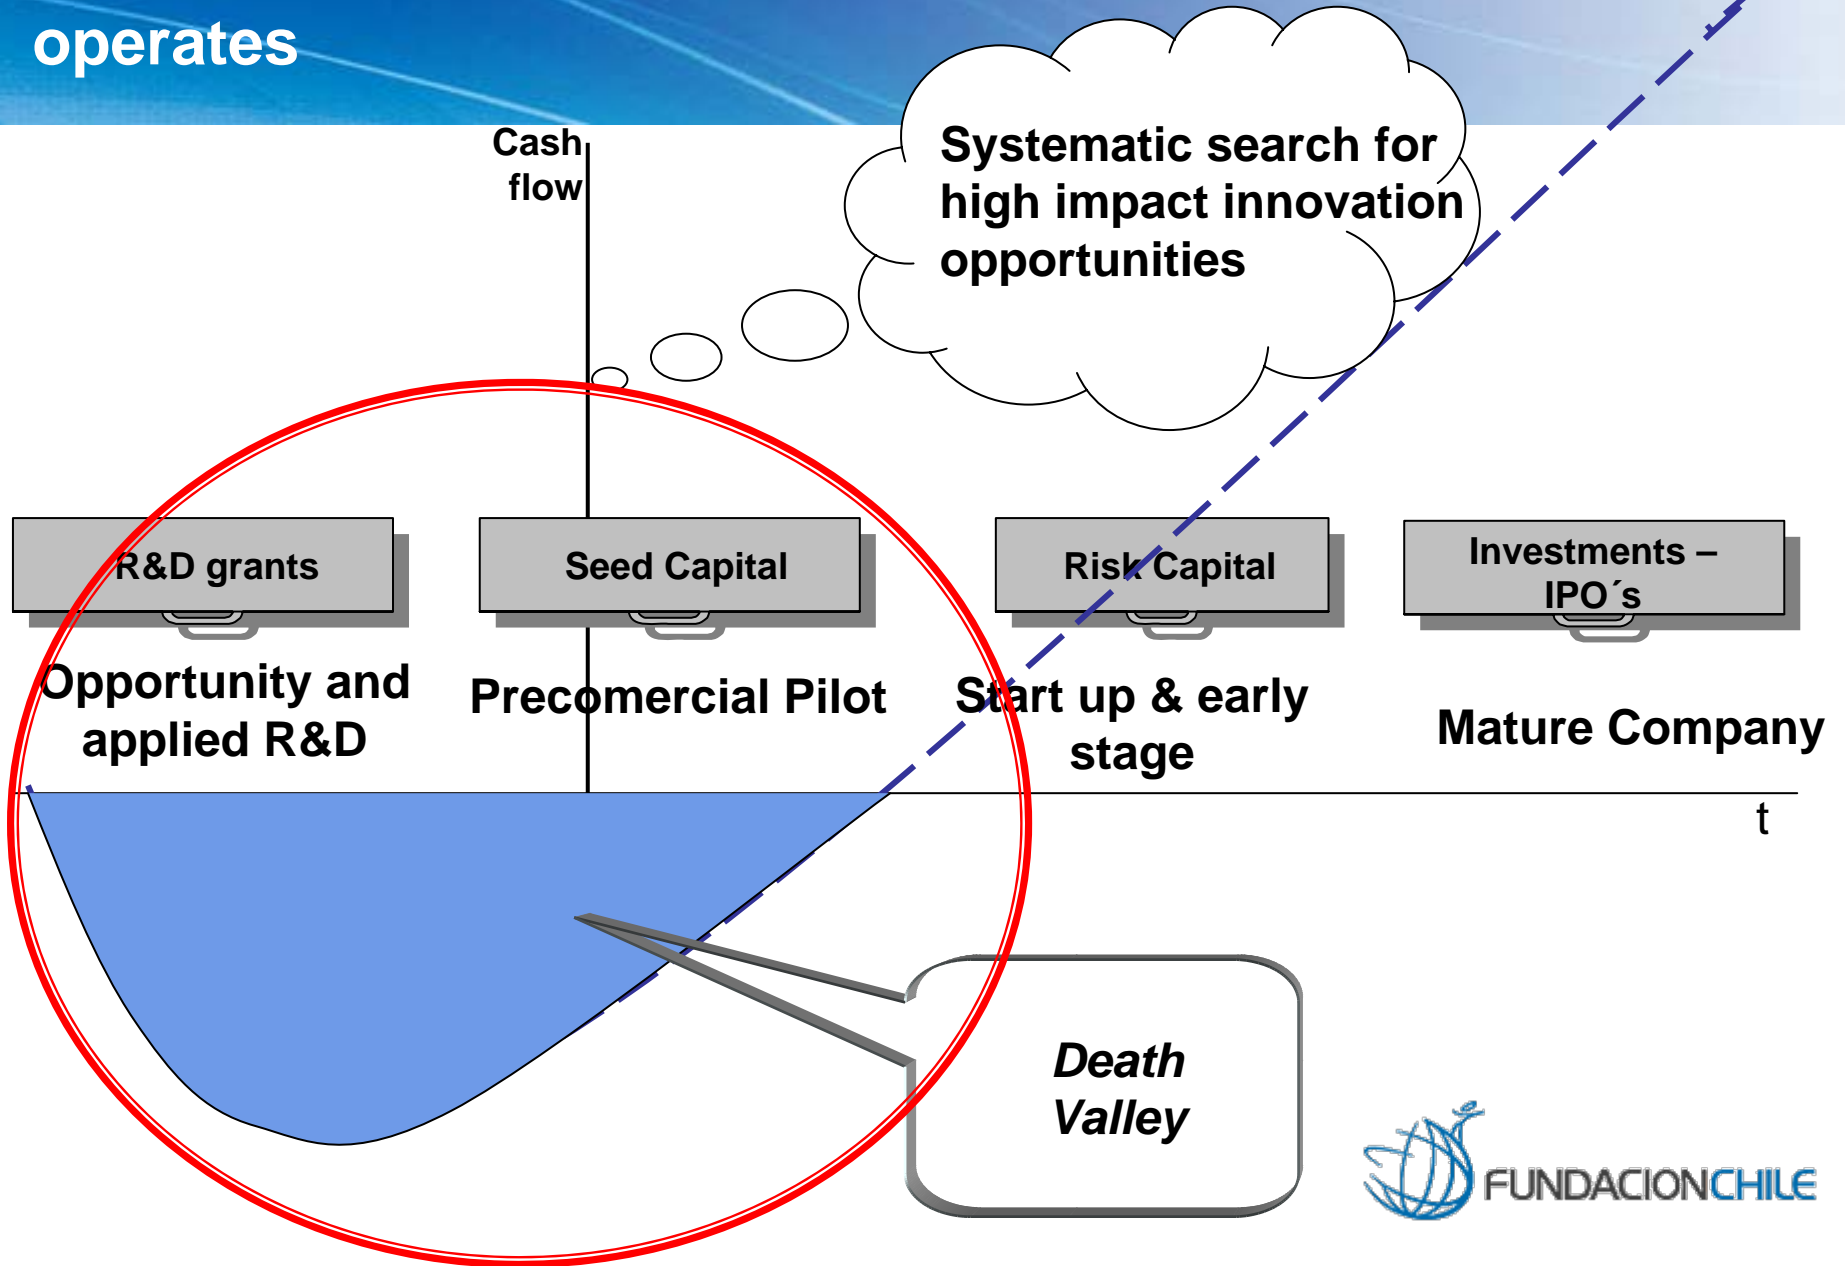 operates
Cash
flow
Systematic search for
high impact innovation
opportunities
R&D grants
Seed Capital
Risk Capital
Investments –
IPO´s
Opportunity and
applied R&D
Precomercial Pilot
Start up & early
stage
Mature Company
t
Death
Valley
FUNDACIONCHILE